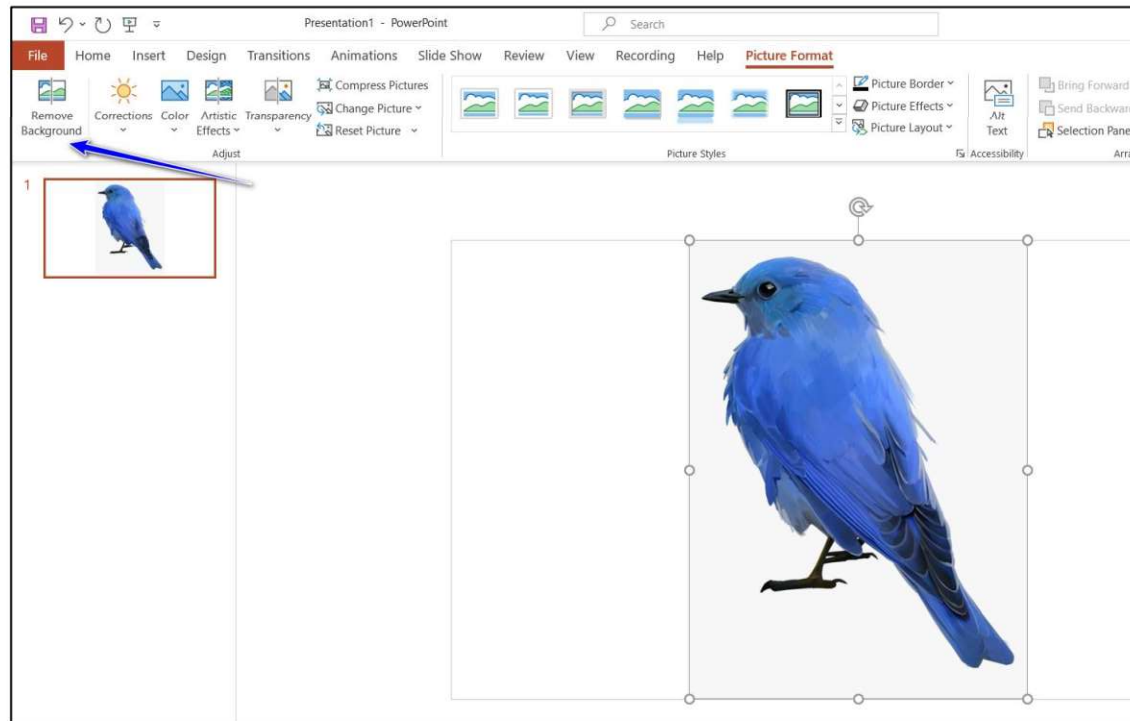 Presentation1 - PowerPoint
Search
File Home Insert Design Transitions Animations Slide Show Review View Recording Help Picture Format
Remove Background
Corrections
Color
Artistic Effects
Transparency
Compress Pictures
Change Picture
Reset Picture
Adjust
Picture Styles
Picture Border
Picture Effects
Picture Layout
Alt Text
Accessibility
Bring Forward
Send Backward
Selection Pane
Arra
1